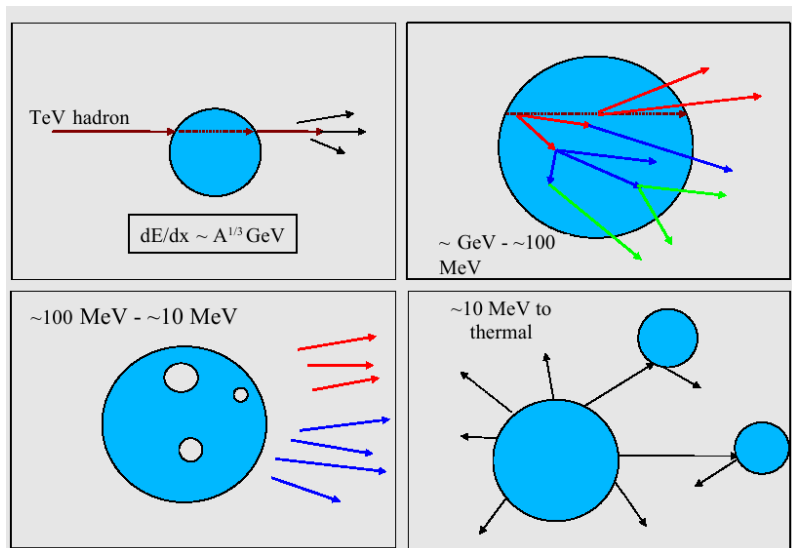 TeV hadron
dE/dx ~ A^1/3 GeV
~ GeV - ~100
MeV
~100 MeV - ~10 MeV
~10 MeV to
thermal